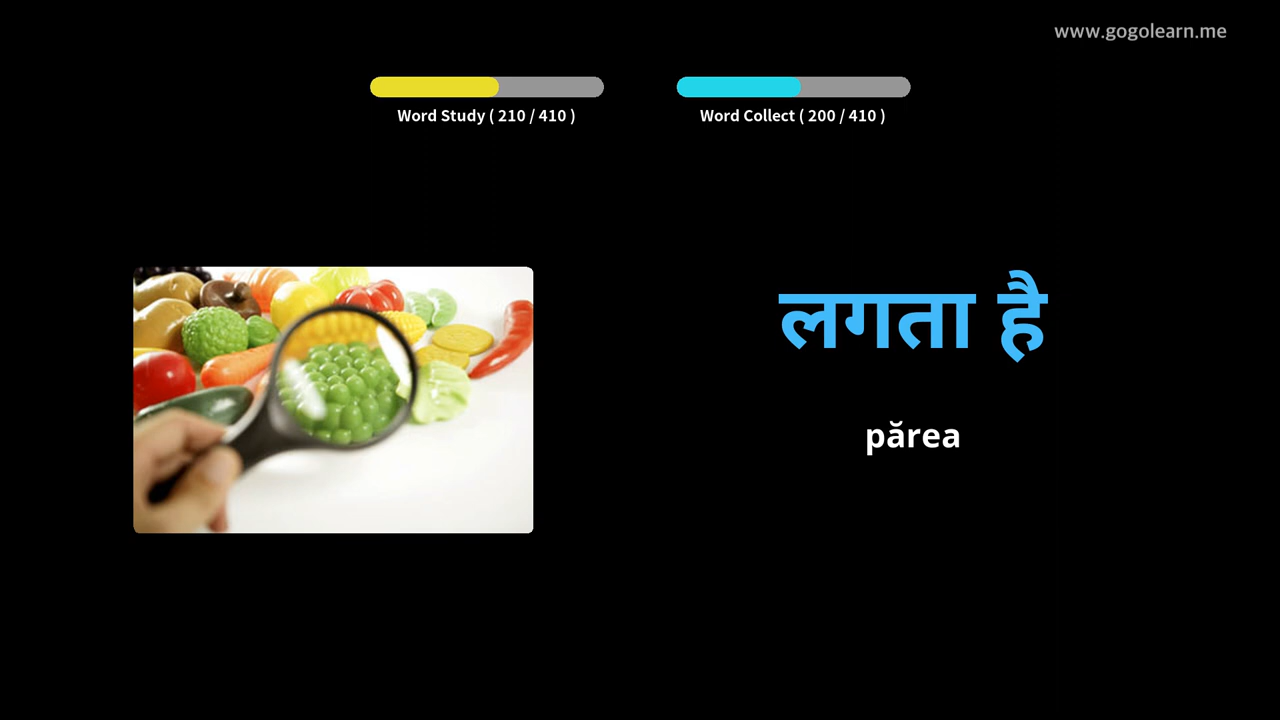 www.gogolearn.me
Word Study ( 210 / 410 )
Word Collect ( 200 / 410 )
लगता है
părea